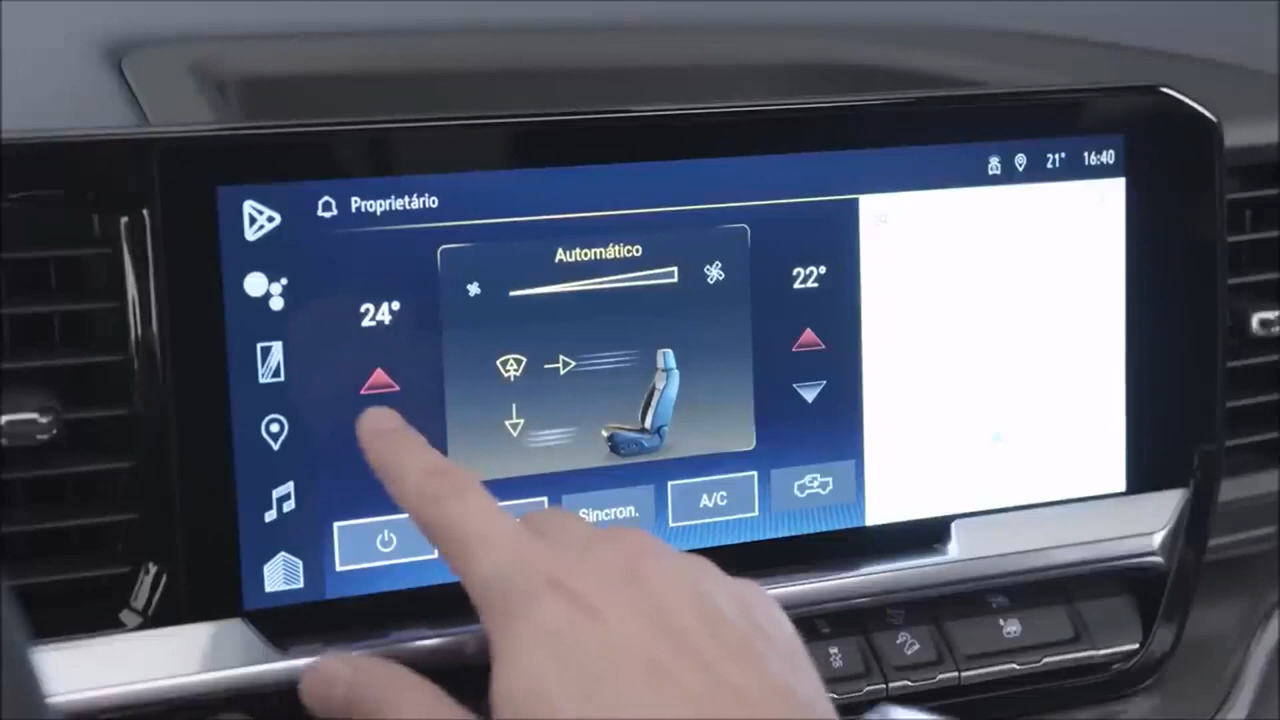 Proprietário
21° 16:40
Automático
24°
22°
Sincron.
A/C